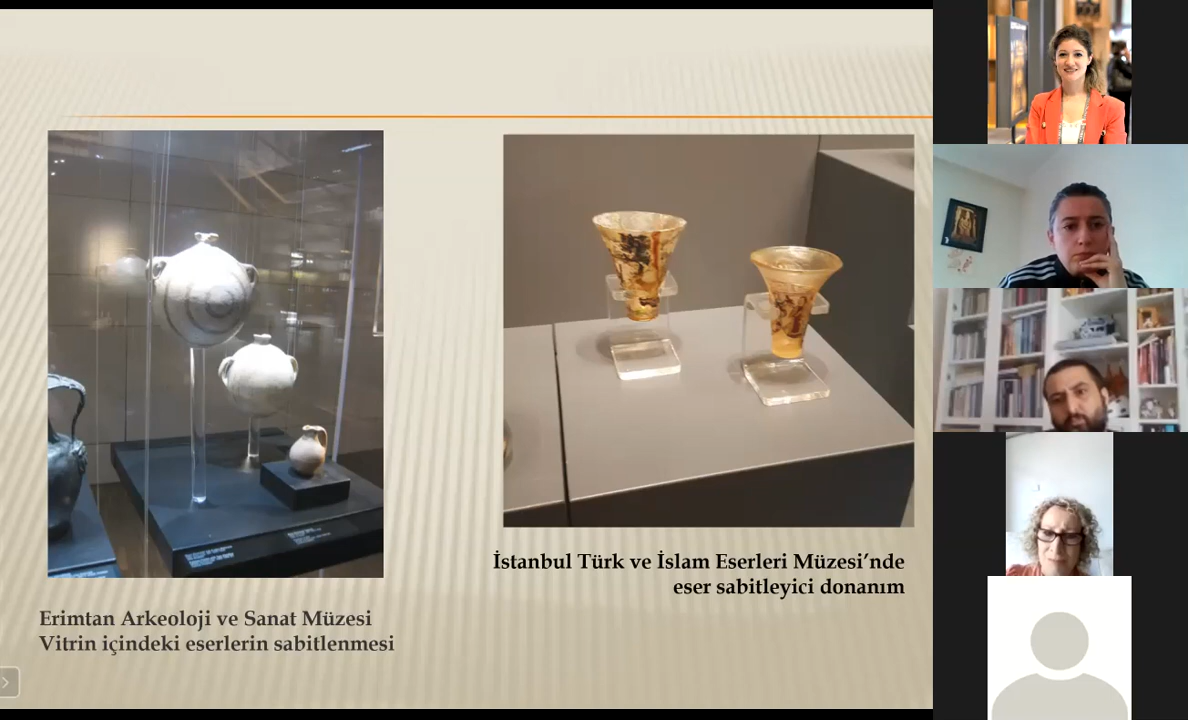 Erimtan Arkeoloji ve Sanat Müzesi
Vitrin içindeki eserlerin sabitlenmesi
İstanbul Türk ve İslam Eserleri Müzesi’nde
eser sabitleyici donanım